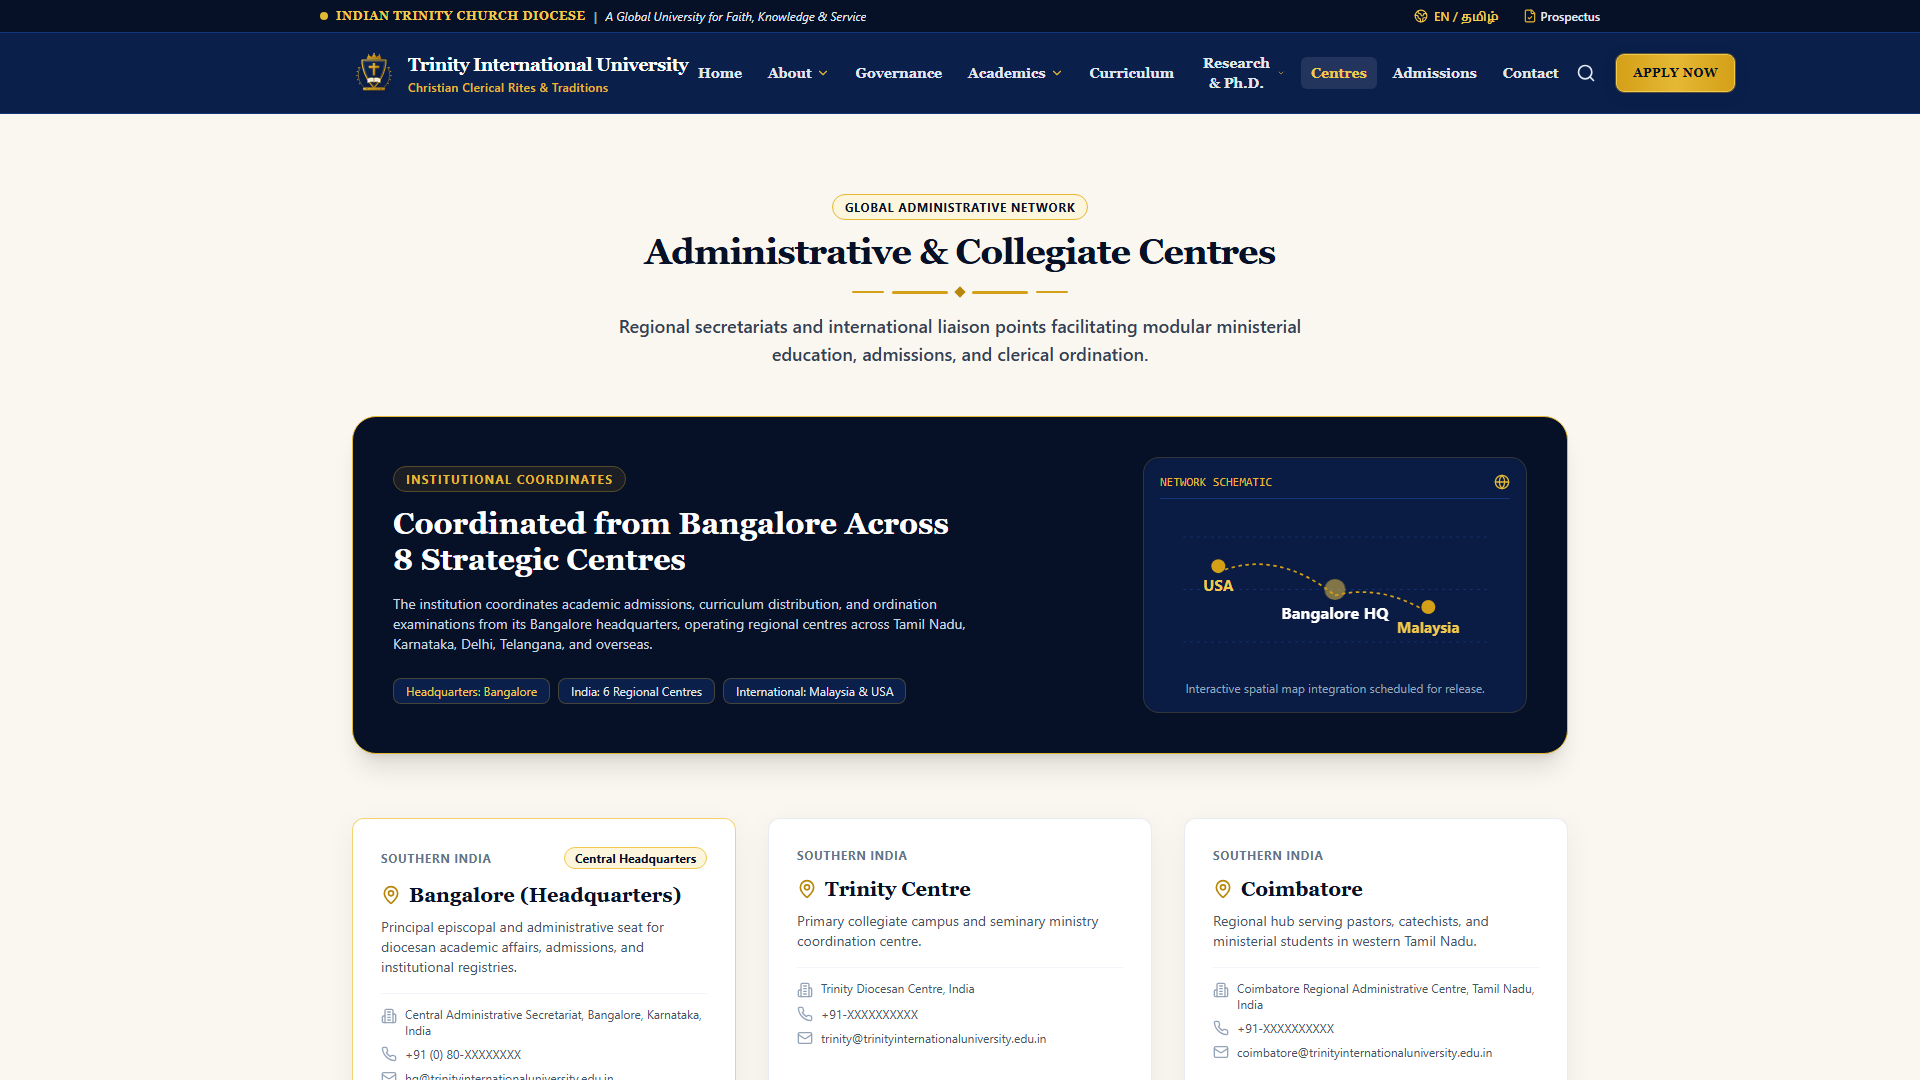 INDIAN TRINITY CHURCH DIOCESE | A Global University for Faith, Knowledge & Service
EN / தமிழ்
Prospectus
Trinity International University
Christian Clerical Rites & Traditions
Home
About
Governance
Academics
Curriculum
Research
& Ph.D.
Centres
Admissions
Contact
APPLY NOW
GLOBAL ADMINISTRATIVE NETWORK
Administrative & Collegiate Centres
Regional secretariats and international liaison points facilitating modular ministerial
education, admissions, and clerical ordination.
INSTITUTIONAL COORDINATES
Coordinated from Bangalore Across
8 Strategic Centres
The institution coordinates academic admissions, curriculum distribution, and ordination
examinations from its Bangalore headquarters, operating regional centres across Tamil Nadu,
Karnataka, Delhi, Telangana, and overseas.
Headquarters: Bangalore
India: 6 Regional Centres
International: Malaysia & USA
NETWORK SCHEMATIC
USA
Bangalore HQ
Malaysia
Interactive spatial map integration scheduled for release.
SOUTHERN INDIA
Central Headquarters
Bangalore (Headquarters)
Principal episcopal and administrative seat for
diocesan academic affairs, admissions, and
institutional registries.
Central Administrative Secretariat, Bangalore, Karnataka,
India
+91 (0) 80-XXXXXXXX
hq@trinityinternationaluniversity.edu.in
SOUTHERN INDIA
Trinity Centre
Primary collegiate campus and seminary ministry
coordination centre.
Trinity Diocesan Centre, India
+91-XXXXXXXXXX
trinity@trinityinternationaluniversity.edu.in
SOUTHERN INDIA
Coimbatore
Regional hub serving pastors, catechists, and
ministerial students in western Tamil Nadu.
Coimbatore Regional Administrative Centre, Tamil Nadu,
India
+91-XXXXXXXXXX
coimbatore@trinityinternationaluniversity.edu.in